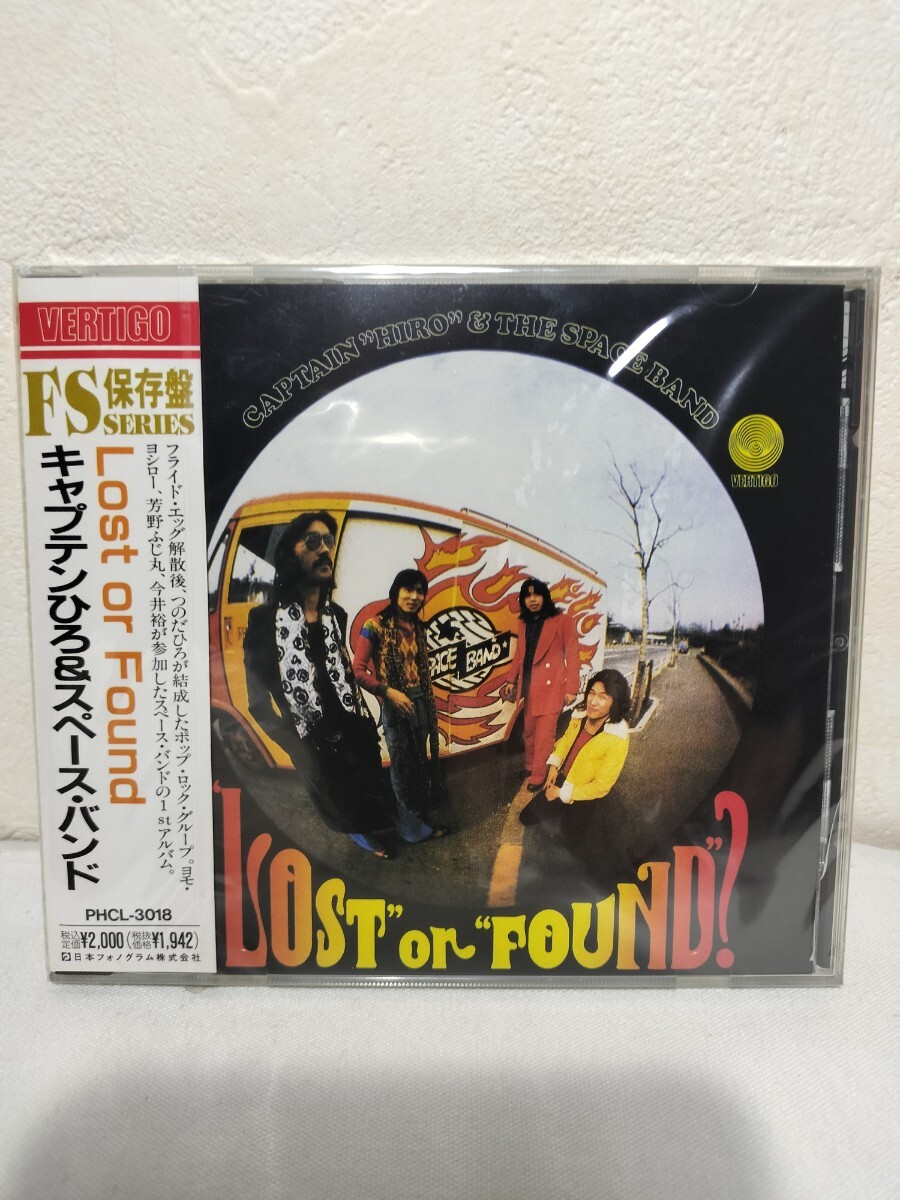 VERTIGO
FS保存盤
SERIES
Lost or Found
キャプテンひろ&スペース・バンド
フライド・エッグ解散後、つのだひろが結成したポップ・ロック・グループ。ヨモ・
ヨシロー、芳野ふじ丸、今井裕が参加したスペース・バンドの1stアルバム。
PHCL-3018
税込定価¥2,000(税抜価格¥1,942)
日本フォノグラム株式会社
CAPTAIN "HIRO" & THE SPACE BAND
VERTIGO
SPACE BAND
"LOST" or "FOUND"?